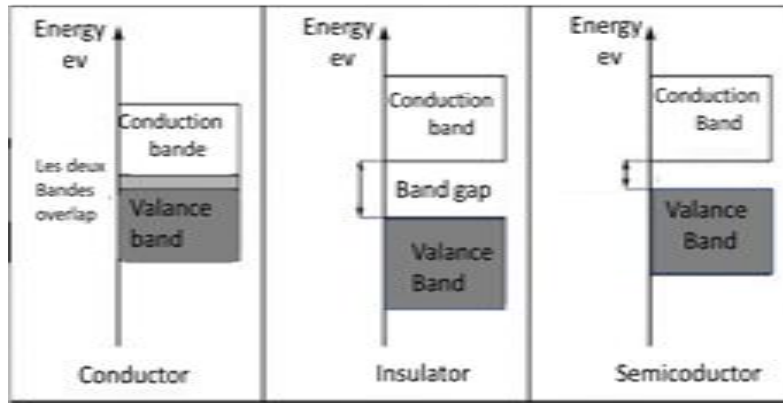 Energy
ev
Conduction
bande
Les deux
Bandes
overlap
Valance
band
Conductor
Energy
ev
Conduction
band
Band gap
Valance
Band
Insulator
Energy
ev
Conduction
Band
Valance
Band
Semicoductor